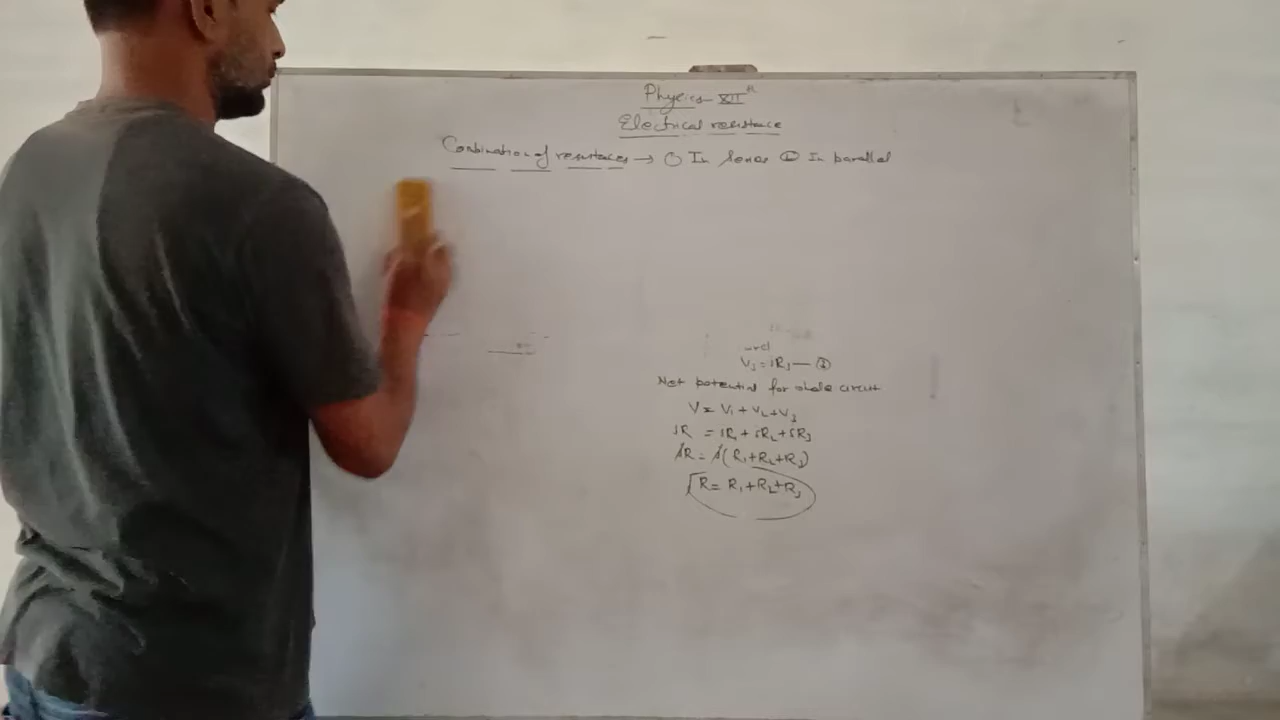 Physics - XIIth
Electrical resistance
Combination of resistances → ① In Series ② In parallel
and
V₃ = iR₃ — ③
Net potential for whole circuit
V = V₁ + V₂ + V₃
iR = iR₁ + iR₂ + iR₃
iR = i(R₁ + R₂ + R₃)
R = R₁ + R₂ + R₃